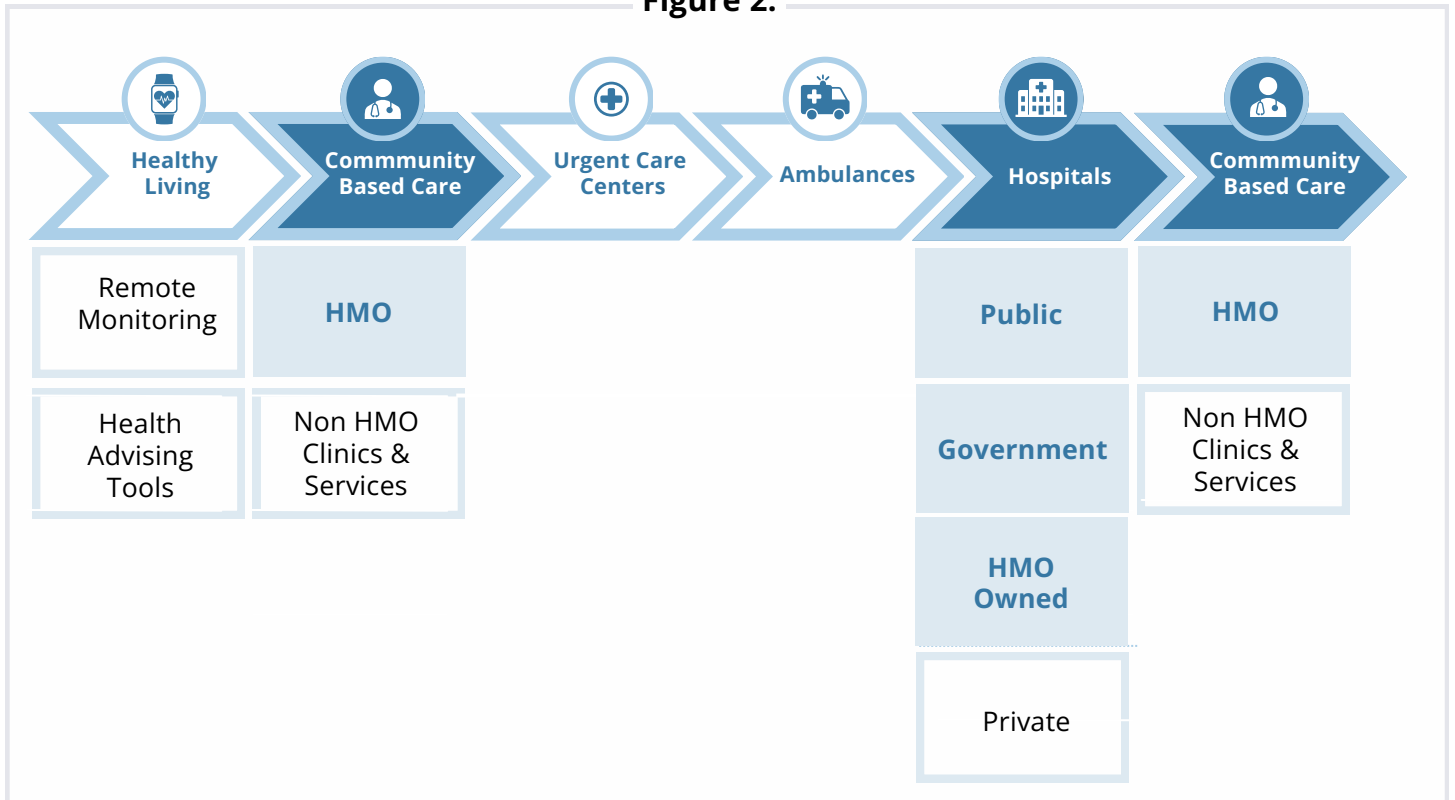 Figure 2.
Healthy
Living
Commmunity
Based Care
Urgent Care
Centers
Ambulances
Hospitals
Commmunity
Based Care
Remote
Monitoring
Health
Advising
Tools
HMO
Non HMO
Clinics &
Services
Public
Government
HMO
Owned
Private
HMO
Non HMO
Clinics &
Services